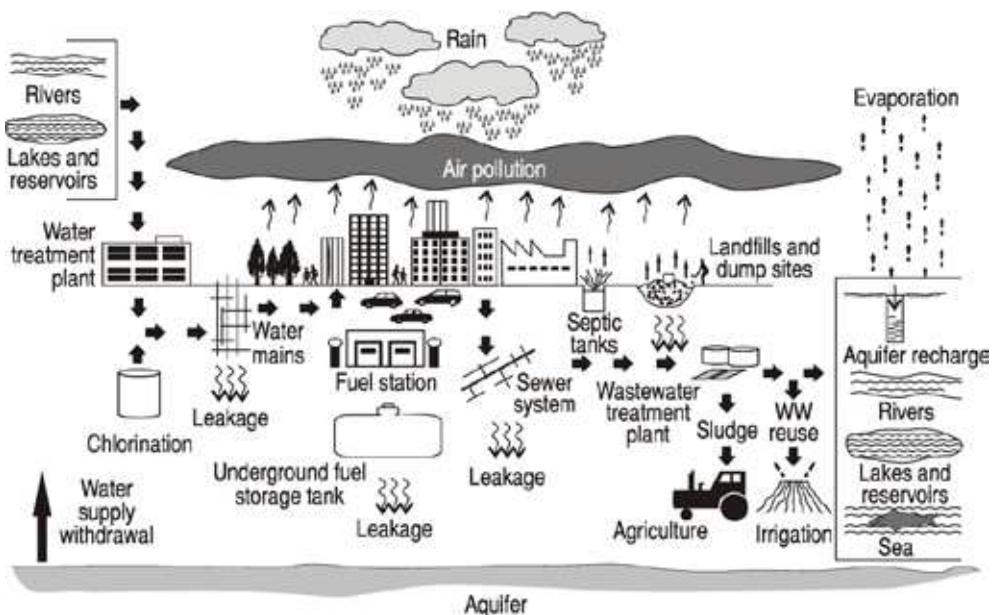 Rain
Rivers
Lakes and
reservoirs
Evaporation
Air pollution
Water
treatment
plant
Landfills and
dump sites
Water
mains
Septic
tanks
Aquifer recharge
Fuel station
Sewer
system
Wastewater
treatment
plant
Leakage
Chlorination
Sludge
WW
reuse
Rivers
Underground fuel
storage tank
Leakage
Lakes and
reservoirs
Water
supply
withdrawal
Leakage
Agriculture
Irrigation
Sea
Aquifer